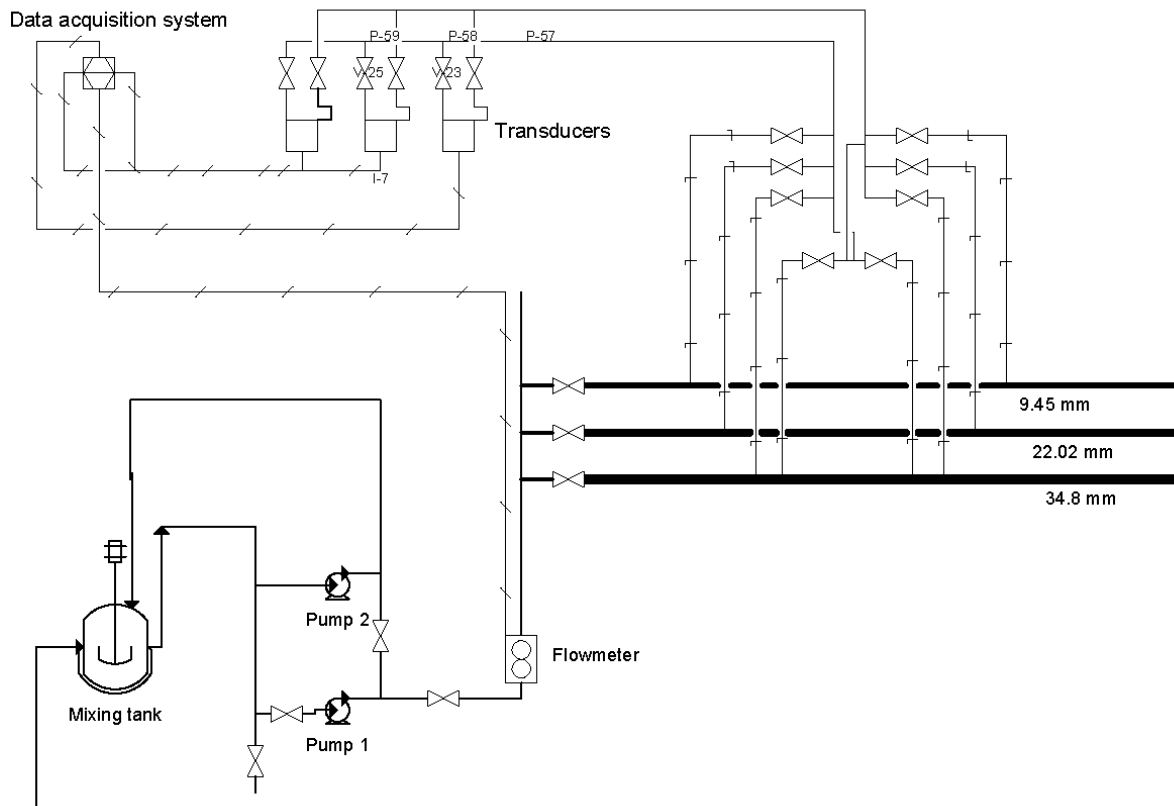 Data acquisition system
P-59
P-58
P-57
V-25
V-23
Transducers
I-7
9.45 mm
22.02 mm
34.8 mm
Pump 2
Flowmeter
Mixing tank
Pump 1